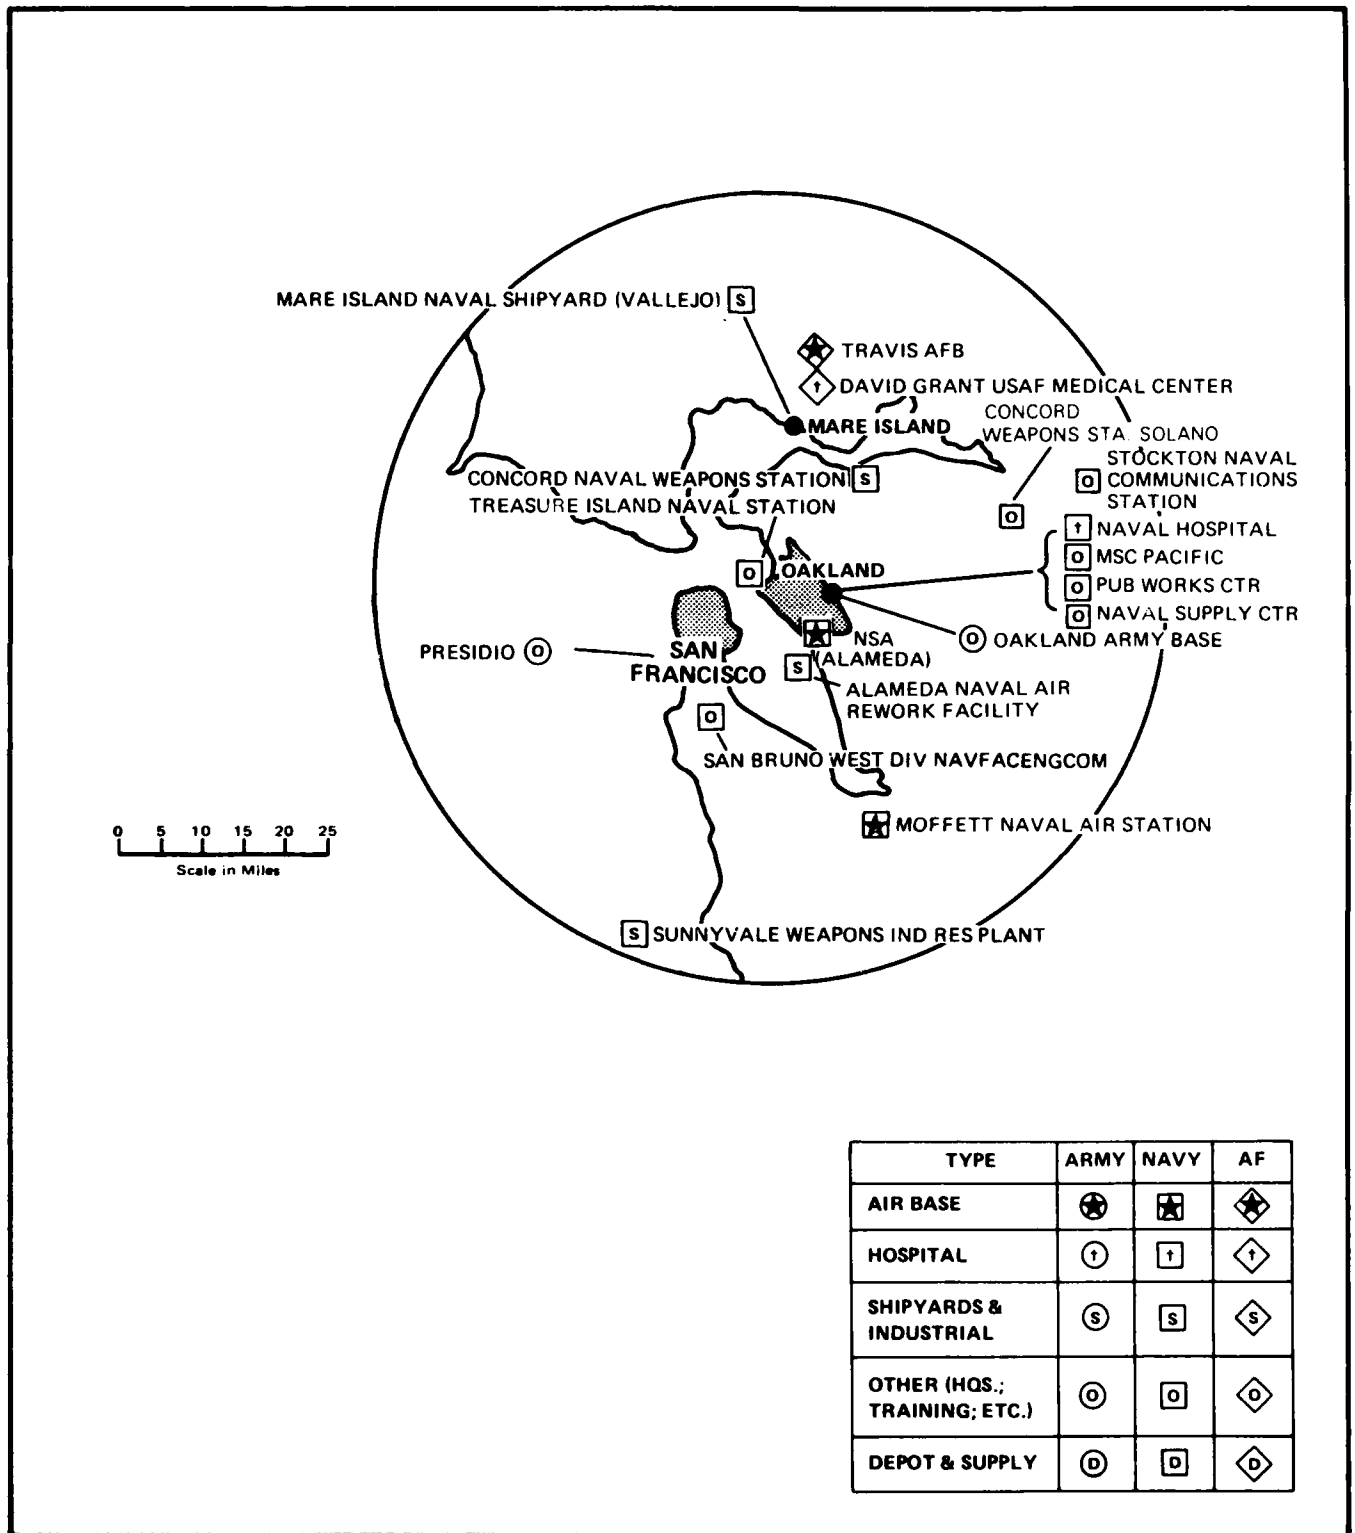 MARE ISLAND NAVAL SHIPYARD (VALLEJO) S
TRAVIS AFB
† DAVID GRANT USAF MEDICAL CENTER
CONCORD
WEAPONS STA. SOLANO
MARE ISLAND
STOCKTON NAVAL
O COMMUNICATIONS
STATION
CONCORD NAVAL WEAPONS STATION S
TREASURE ISLAND NAVAL STATION
O
† NAVAL HOSPITAL
O MSC PACIFIC
O PUB WORKS CTR
O NAVAL SUPPLY CTR
O OAKLAND
O OAKLAND ARMY BASE
NSA
(ALAMEDA)
PRESIDIO O
SAN
FRANCISCO
S
ALAMEDA NAVAL AIR
REWORK FACILITY
O
SAN BRUNO WEST DIV NAVFACENGCOM
MOFFETT NAVAL AIR STATION
0 5 10 15 20 25
Scale in Miles
S SUNNYVALE WEAPONS IND RES PLANT
TYPE ARMY NAVY AF
AIR BASE
HOSPITAL † † †
SHIPYARDS &
INDUSTRIAL S S S
OTHER (HQS.;
TRAINING; ETC.) O O O
DEPOT & SUPPLY D D D